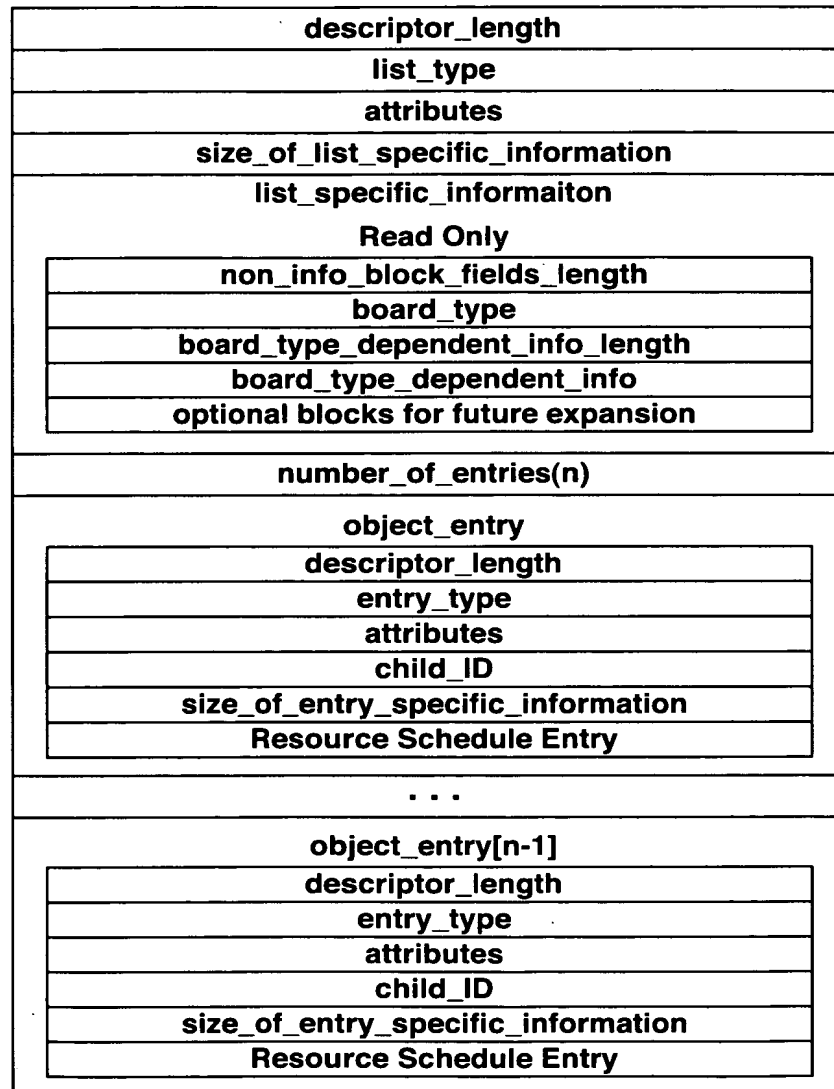 descriptor_length
list_type
attributes
size_of_list_specific_information
list_specific_informaiton
Read Only
non_info_block_fields_length
board_type
board_type_dependent_info_length
board_type_dependent_info
optional blocks for future expansion
number_of_entries(n)
object_entry
descriptor_length
entry_type
attributes
child_ID
size_of_entry_specific_information
Resource Schedule Entry
. . .
object_entry[n-1]
descriptor_length
entry_type
attributes
child_ID
size_of_entry_specific_information
Resource Schedule Entry